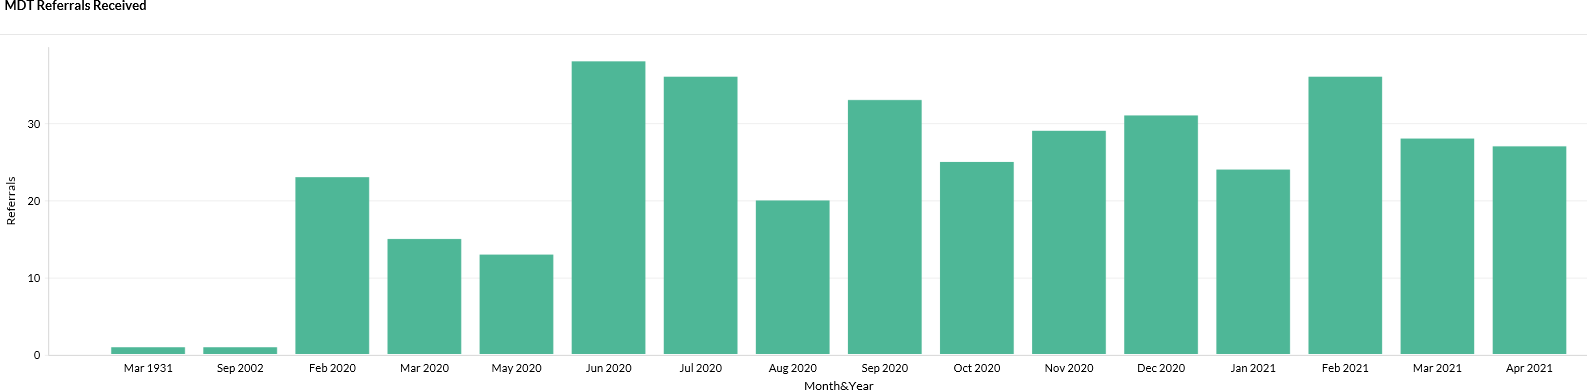 MDT Referrals Received
30
20
10
0
Referrals
Mar 1931 Sep 2002 Feb 2020 Mar 2020 May 2020 Jun 2020 Jul 2020 Aug 2020 Sep 2020 Oct 2020 Nov 2020 Dec 2020 Jan 2021 Feb 2021 Mar 2021 Apr 2021
Month&Year